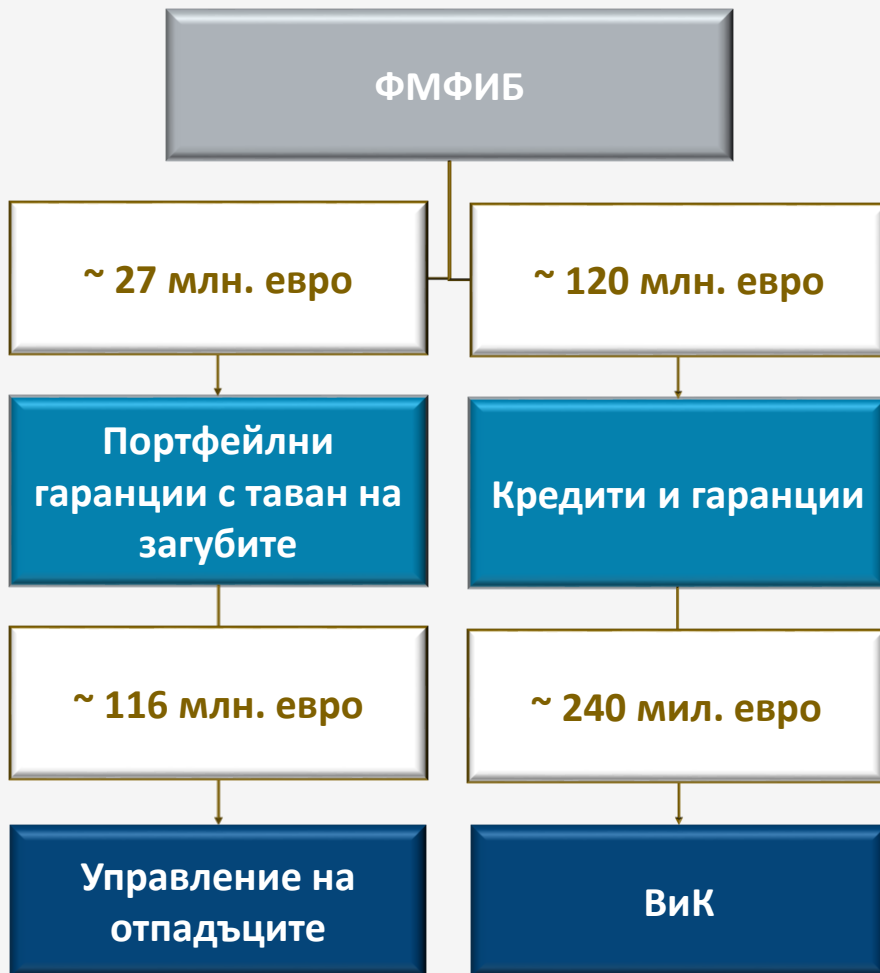 ФМФИБ
~ 27 млн. евро
~ 120 млн. евро
Портфейлни
гаранции с таван на
загубите
Кредити и гаранции
~ 116 млн. евро
~ 240 мил. евро
Управление на
отпадъците
ВиК